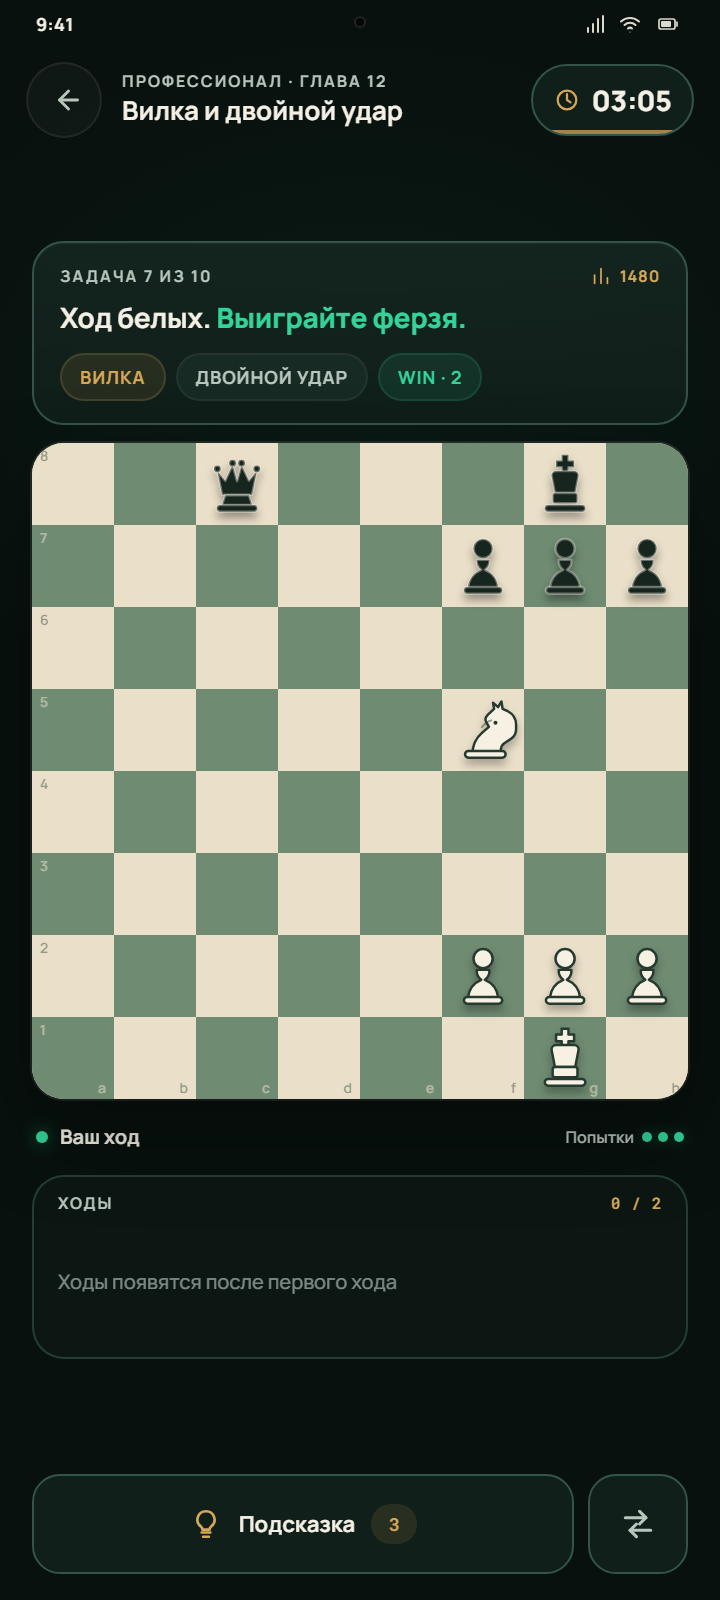 9:41
ПРОФЕССИОНАЛ · ГЛАВА 12
Вилка и двойной удар
03:05
ЗАДАЧА 7 ИЗ 10
1480
Ход белых. Выиграйте ферзя.
ВИЛКА
ДВОЙНОЙ УДАР
WIN · 2
8
7
6
5
4
3
2
1
a b c d e f g h
Ваш ход
Попытки
ХОДЫ
0 / 2
Ходы появятся после первого хода
Подсказка
3